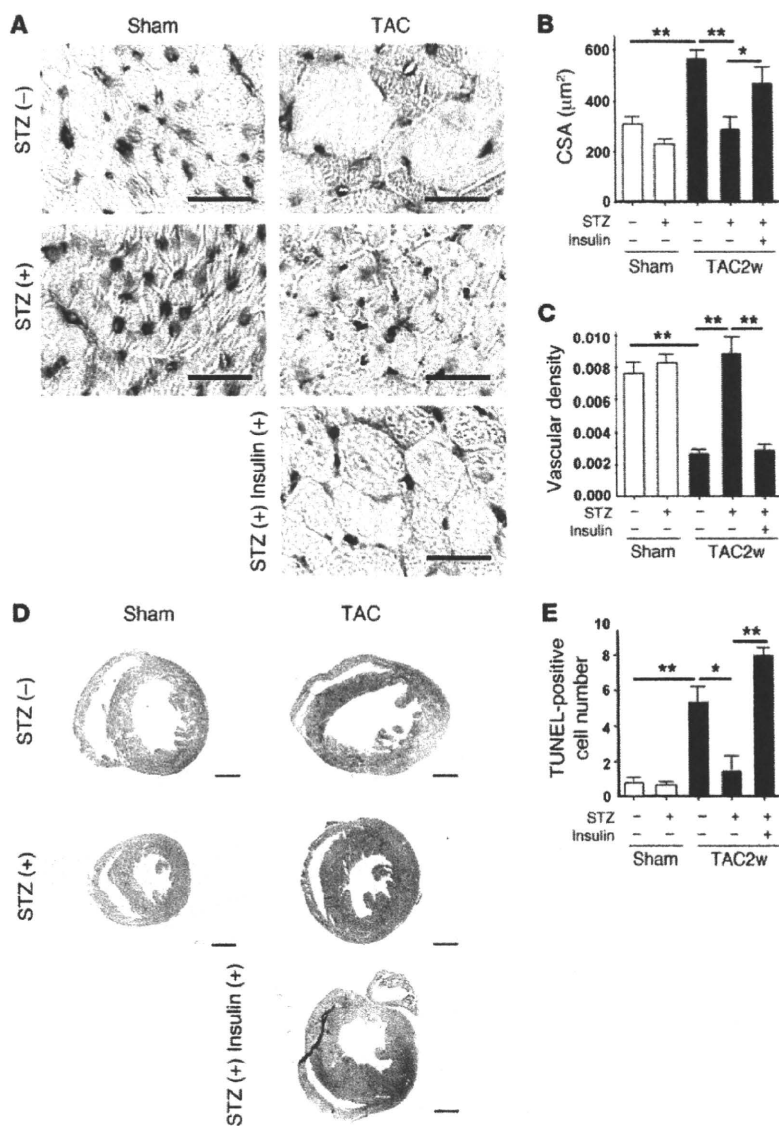 A
Sham
TAC
STZ (−)
STZ (+)
STZ (+) Insulin (+)
B
CSA (μm²)
600
400
200
0
** ** *
STZ − + − + +
Insulin +
Sham TAC2w
C
Vascular density
0.010
0.008
0.006
0.004
0.002
0.000
** ** **
STZ − + − + +
Insulin +
Sham TAC2w
D
Sham
TAC
STZ (−)
STZ (+)
STZ (+) Insulin (+)
E
TUNEL-positive
cell number
10
8
6
4
2
0
** * **
STZ − + − + +
Insulin +
Sham TAC2w